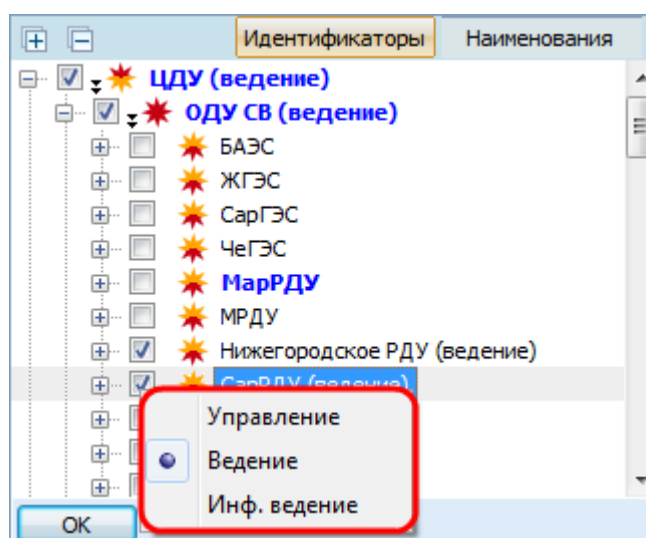 Идентификаторы Наименования
ЦДУ (ведение)
ОДУ СВ (ведение)
БАЭС
ЖГЭС
СарГЭС
ЧеГЭС
МарРДУ
МРДУ
Нижегородское РДУ (ведение)
СарРДУ (ведение)
Управление
Ведение
Инф. ведение
OK